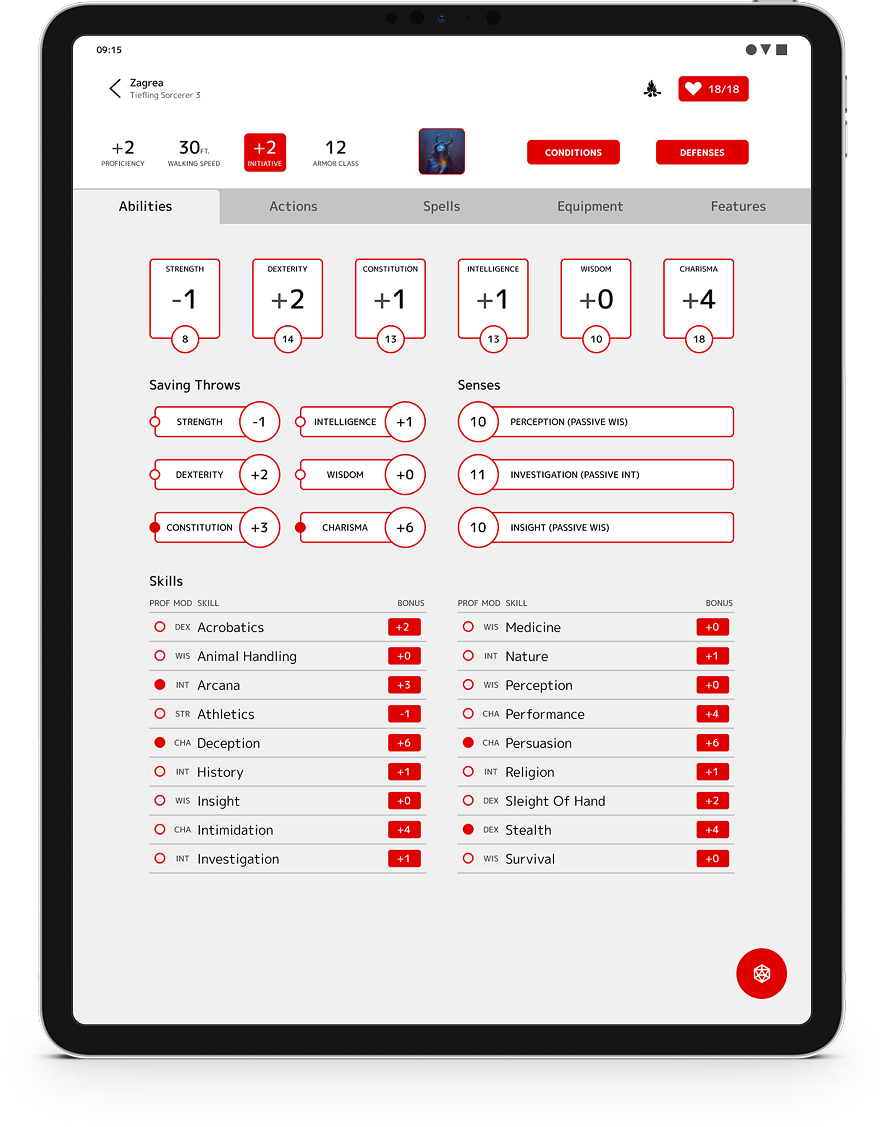 09:15
Zagrea
Tiefling Sorcerer 3
18/18
+2
PROFICIENCY
30FT.
WALKING SPEED
+2
INITIATIVE
12
ARMOR CLASS
CONDITIONS
DEFENSES
Abilities
Actions
Spells
Equipment
Features
STRENGTH
-1
8
DEXTERITY
+2
14
CONSTITUTION
+1
13
INTELLIGENCE
+1
13
WISDOM
+0
10
CHARISMA
+4
18
Saving Throws
STRENGTH -1
INTELLIGENCE +1
DEXTERITY +2
WISDOM +0
CONSTITUTION +3
CHARISMA +6
Senses
10 PERCEPTION (PASSIVE WIS)
11 INVESTIGATION (PASSIVE INT)
10 INSIGHT (PASSIVE WIS)
Skills
PROF MOD SKILL BONUS
DEX Acrobatics +2
WIS Animal Handling +0
INT Arcana +3
STR Athletics -1
CHA Deception +6
INT History +1
WIS Insight +0
CHA Intimidation +4
INT Investigation +1
PROF MOD SKILL BONUS
WIS Medicine +0
INT Nature +1
WIS Perception +0
CHA Performance +4
CHA Persuasion +6
INT Religion +1
DEX Sleight Of Hand +2
DEX Stealth +4
WIS Survival +0